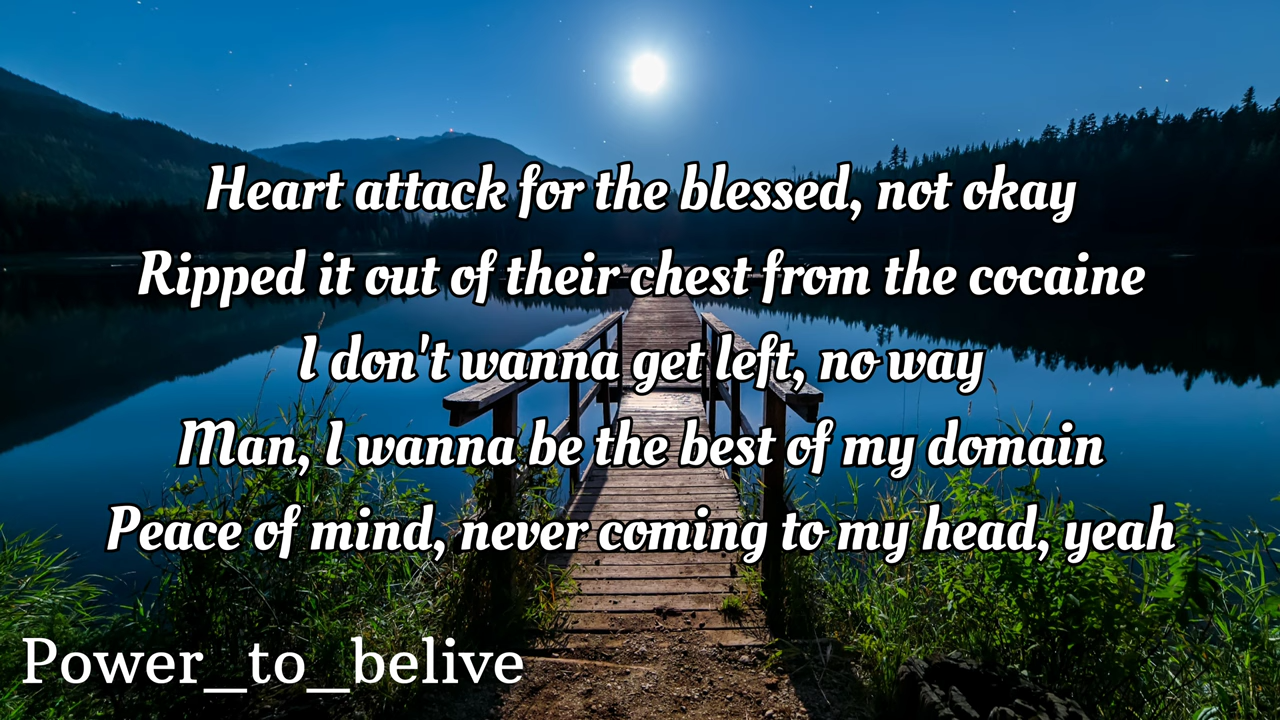 Heart attack for the blessed, not okay
Ripped it out of their chest from the cocaine
I don't wanna get left, no way
Man, I wanna be the best of my domain
Peace of mind, never coming to my head, yeah
Power_to_belive